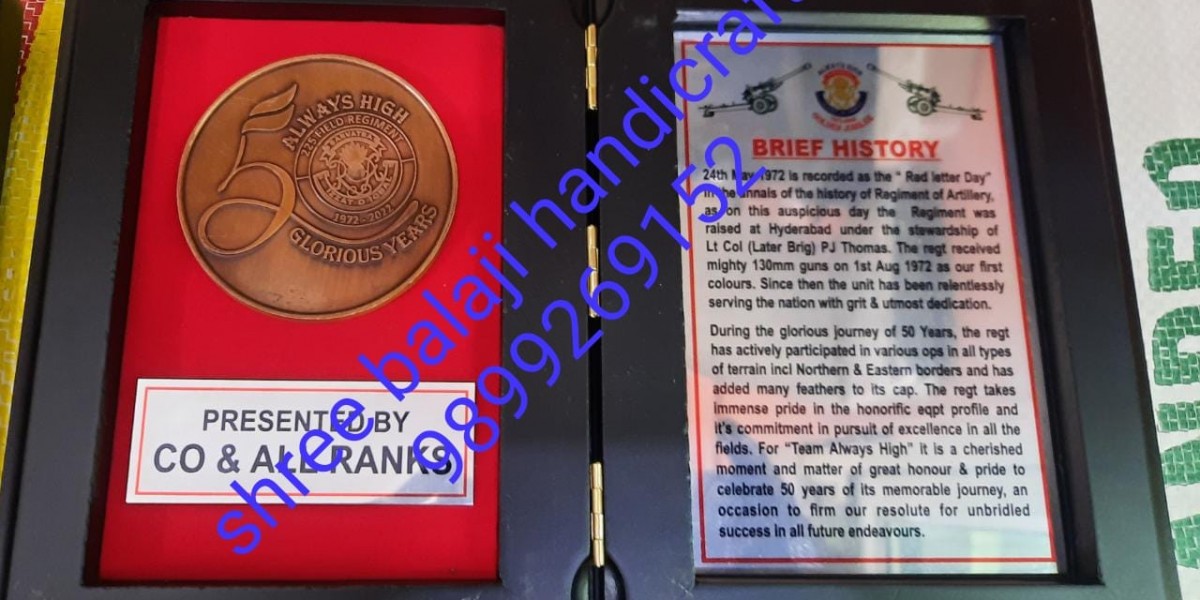 ALWAYS HIGH
225 FIELD REGIMENT
SARVATRA
IZZAT O IQBAL
1972-2022
50
GLORIOUS YEARS
PRESENTED BY
CO & ALL RANKS
ALWAYS HIGH
GOLDEN JUBILEE
BRIEF HISTORY
24th May 1972 is recorded as the “ Red letter Day”
in the annals of the history of Regiment of Artillery,
as on this auspicious day the Regiment was
raised at Hyderabad under the stewardship of
Lt Col (Later Brig) PJ Thomas. The regt received
mighty 130mm guns on 1st Aug 1972 as our first
colours. Since then the unit has been relentlessly
serving the nation with grit & utmost dedication.
During the glorious journey of 50 Years, the regt
has actively participated in various ops in all types
of terrain incl Northern & Eastern borders and has
added many feathers to its cap. The regt takes
immense pride in the honorific eqpt profile and
it's commitment in pursuit of excellence in all the
fields. For “Team Always High” it is a cherished
moment and matter of great honour & pride to
celebrate 50 years of its memorable journey, an
occasion to firm our resolute for unbridled
success in all future endeavours.
shree balaji handicraft
9899269152